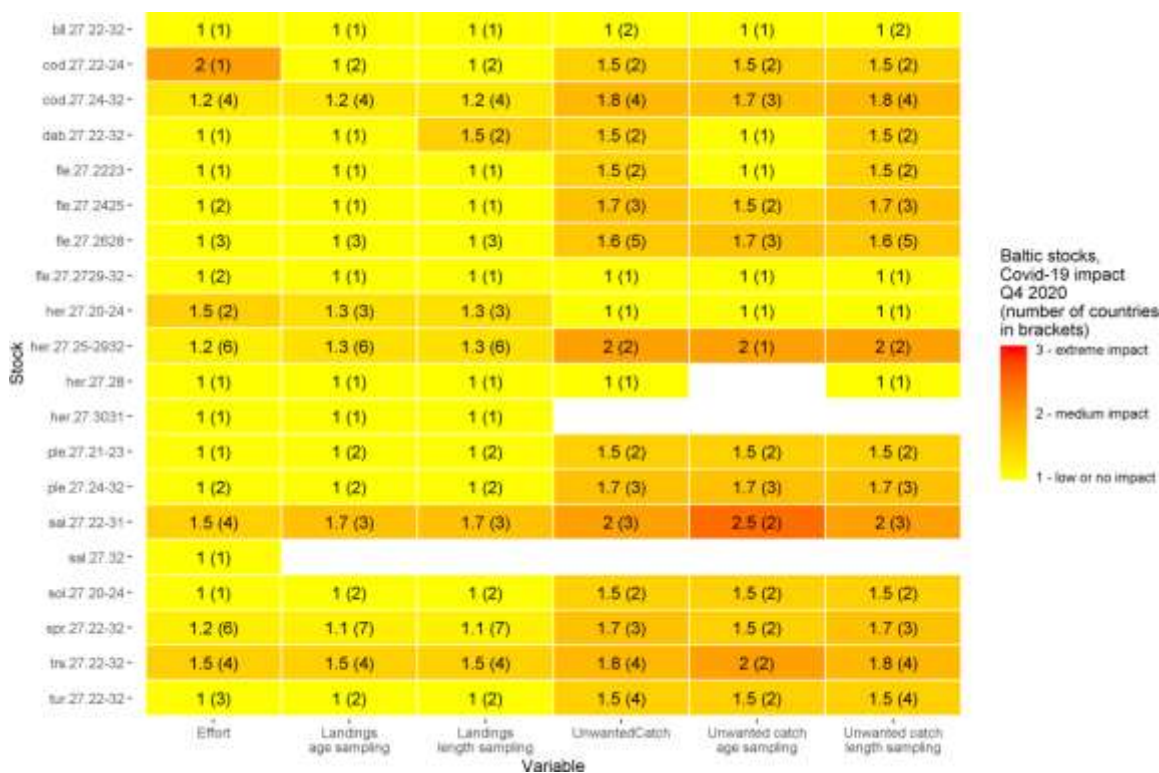 bll.27.22-32 1 (1) 1 (1) 1 (1) 1 (2) 1 (1) 1 (2)
cod.27.22-24 2 (1) 1 (2) 1 (2) 1.5 (2) 1.5 (2) 1.5 (2)
cod.27.24-32 1.2 (4) 1.2 (4) 1.2 (4) 1.8 (4) 1.7 (3) 1.8 (4)
dab.27.22-32 1 (1) 1 (1) 1.5 (2) 1.5 (2) 1 (1) 1.5 (2)
fle.27.2223 1 (1) 1 (1) 1 (1) 1.5 (2) 1 (1) 1.5 (2)
fle.27.2425 1 (2) 1 (1) 1 (1) 1.7 (3) 1.5 (2) 1.7 (3)
fle.27.2628 1 (3) 1 (3) 1 (3) 1.6 (5) 1.7 (3) 1.6 (5)
fle.27.2729-32 1 (2) 1 (1) 1 (1) 1 (1) 1 (1) 1 (1)
her.27.20-24 1.5 (2) 1.3 (3) 1.3 (3) 1 (1) 1 (1) 1 (1)
her.27.25-2932 1.2 (6) 1.3 (6) 1.3 (6) 2 (2) 2 (1) 2 (2)
her.27.28 1 (1) 1 (1) 1 (1) 1 (1) 1 (1)
her.27.3031 1 (1) 1 (1) 1 (1)
ple.27.21-23 1 (1) 1 (2) 1 (2) 1.5 (2) 1.5 (2) 1.5 (2)
ple.27.24-32 1 (2) 1 (2) 1 (2) 1.7 (3) 1.7 (3) 1.7 (3)
sal.27.22-31 1.5 (4) 1.7 (3) 1.7 (3) 2 (3) 2.5 (2) 2 (3)
sal.27.32 1 (1)
sol.27.20-24 1 (1) 1 (2) 1 (2) 1.5 (2) 1.5 (2) 1.5 (2)
spr.27.22-32 1.2 (6) 1.1 (7) 1.1 (7) 1.7 (3) 1.5 (2) 1.7 (3)
trs.27.22-32 1.5 (4) 1.5 (4) 1.5 (4) 1.8 (4) 2 (2) 1.8 (4)
tur.27.22-32 1 (3) 1 (2) 1 (2) 1.5 (4) 1.5 (2) 1.5 (4)
Stock
Effort Landings Landings UnwantedCatch Unwanted catch Unwanted catch
age sampling length sampling age sampling length sampling
Variable
Baltic stocks,
Covid-19 impact
Q4 2020
(number of countries
in brackets)
3 - extreme impact
2 - medium impact
1 - low or no impact